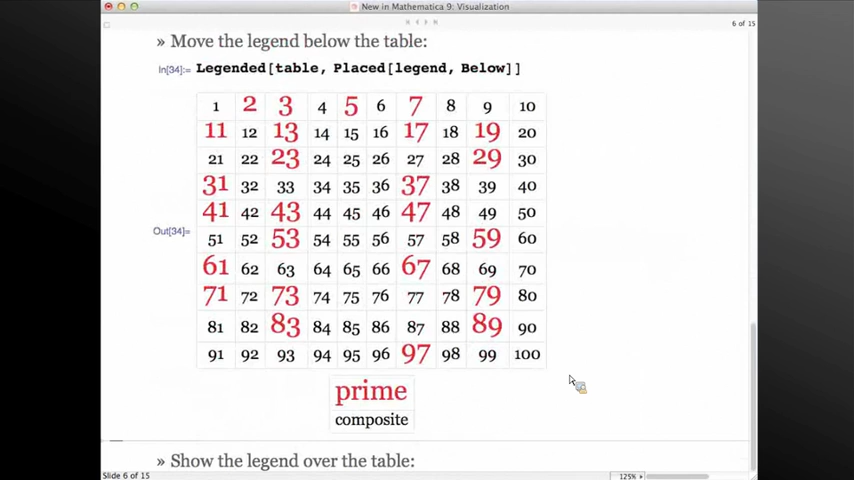 New in Mathematica 9: Visualization
6 of 15
» Move the legend below the table:
In[34]:= Legended[table, Placed[legend, Below]]
1 2 3 4 5 6 7 8 9 10
11 12 13 14 15 16 17 18 19 20
21 22 23 24 25 26 27 28 29 30
31 32 33 34 35 36 37 38 39 40
41 42 43 44 45 46 47 48 49 50
Out[34]=
51 52 53 54 55 56 57 58 59 60
61 62 63 64 65 66 67 68 69 70
71 72 73 74 75 76 77 78 79 80
81 82 83 84 85 86 87 88 89 90
91 92 93 94 95 96 97 98 99 100
prime
composite
» Show the legend over the table:
Slide 6 of 15
125%